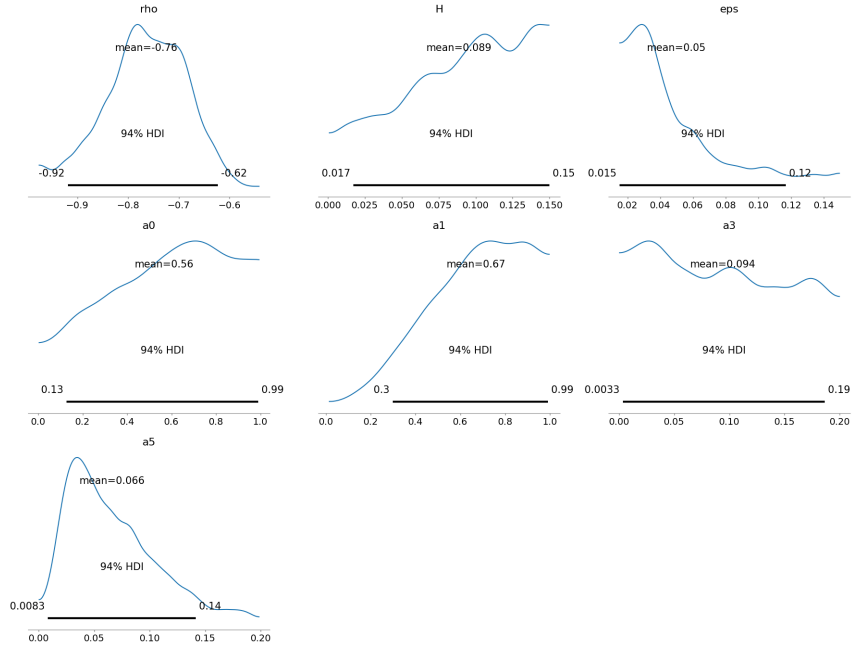 rho
H
eps
mean=-0.76
mean=0.089
mean=0.05
94% HDI
94% HDI
94% HDI
-0.92
-0.62
0.017
0.15
0.015
0.12
−0.9 −0.8 −0.7 −0.6
0.000 0.025 0.050 0.075 0.100 0.125 0.150
0.02 0.04 0.06 0.08 0.10 0.12 0.14
a0
a1
a3
mean=0.56
mean=0.67
mean=0.094
94% HDI
94% HDI
94% HDI
0.13
0.99
0.3
0.99
0.0033
0.19
0.0 0.2 0.4 0.6 0.8 1.0
0.0 0.2 0.4 0.6 0.8 1.0
0.00 0.05 0.10 0.15 0.20
a5
mean=0.066
94% HDI
0.0083
0.14
0.00 0.05 0.10 0.15 0.20